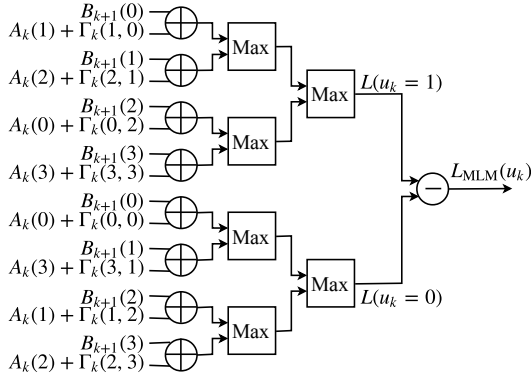 B_{k+1}(0)
A_k(1) + Γ_k(1, 0)
B_{k+1}(1)
A_k(2) + Γ_k(2, 1)
Max
B_{k+1}(2)
A_k(0) + Γ_k(0, 2)
B_{k+1}(3)
A_k(3) + Γ_k(3, 3)
Max
Max
L(u_k = 1)
B_{k+1}(0)
A_k(0) + Γ_k(0, 0)
B_{k+1}(1)
A_k(3) + Γ_k(3, 1)
Max
B_{k+1}(2)
A_k(1) + Γ_k(1, 2)
B_{k+1}(3)
A_k(2) + Γ_k(2, 3)
Max
Max
L(u_k = 0)
L_{MLM}(u_k)